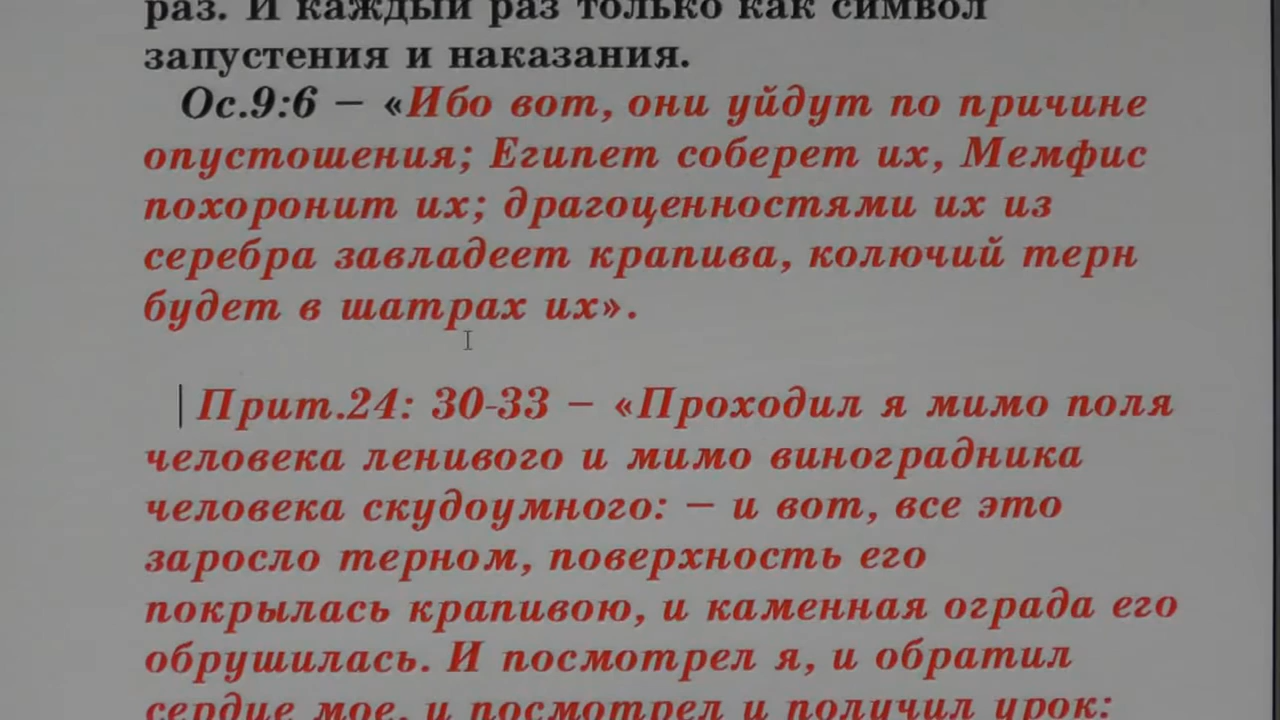 раз. И каждый раз только как символ
запустения и наказания.
Ос.9:6 – «Ибо вот, они уйдут по причине
опустошения; Египет соберет их, Мемфис
похоронит их; драгоценностями их из
серебра завладеет крапива, колючий терн
будет в шатрах их».
Прит.24: 30-33 – «Проходил я мимо поля
человека ленивого и мимо виноградника
человека скудоумного: – и вот, все это
заросло терном, поверхность его
покрылась крапивою, и каменная ограда его
обрушилась. И посмотрел я, и обратил
сердце мое, и посмотрел и получил урок: